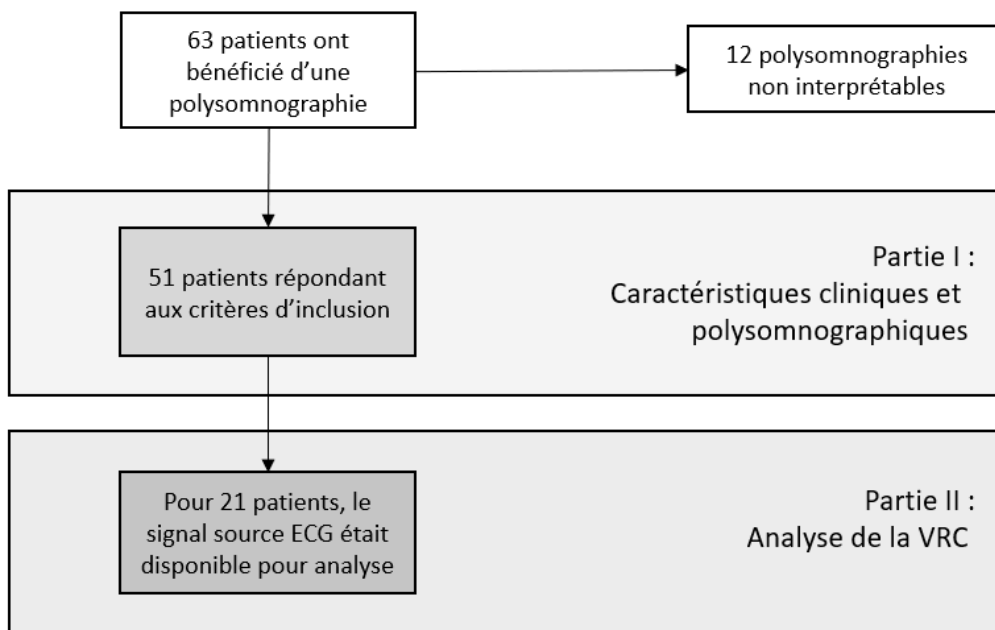 63 patients ont
bénéficié d’une
polysomnographie
12 polysomnographies
non interprétables
51 patients répondant
aux critères d’inclusion
Partie I :
Caractéristiques cliniques et
polysomnographiques
Pour 21 patients, le
signal source ECG était
disponible pour analyse
Partie II :
Analyse de la VRC